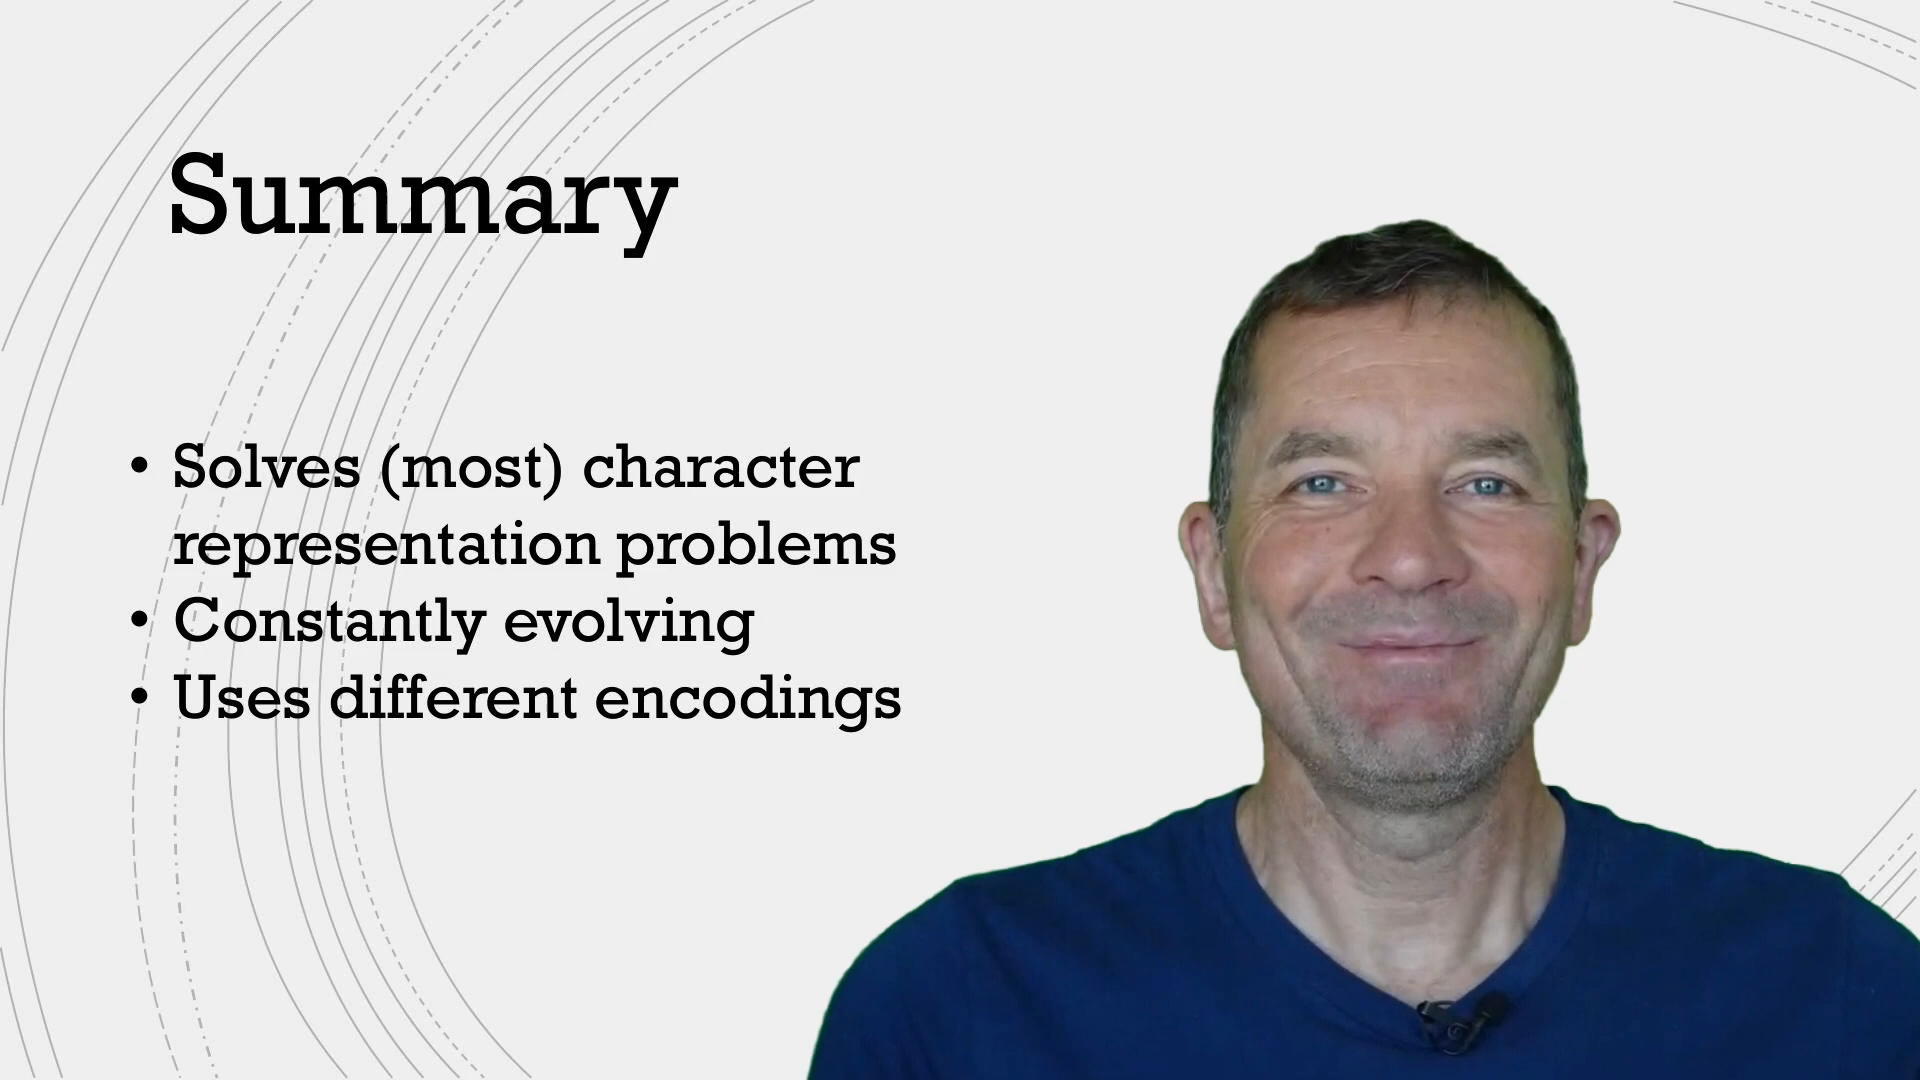 Summary
• Solves (most) character
representation problems
• Constantly evolving
• Uses different encodings